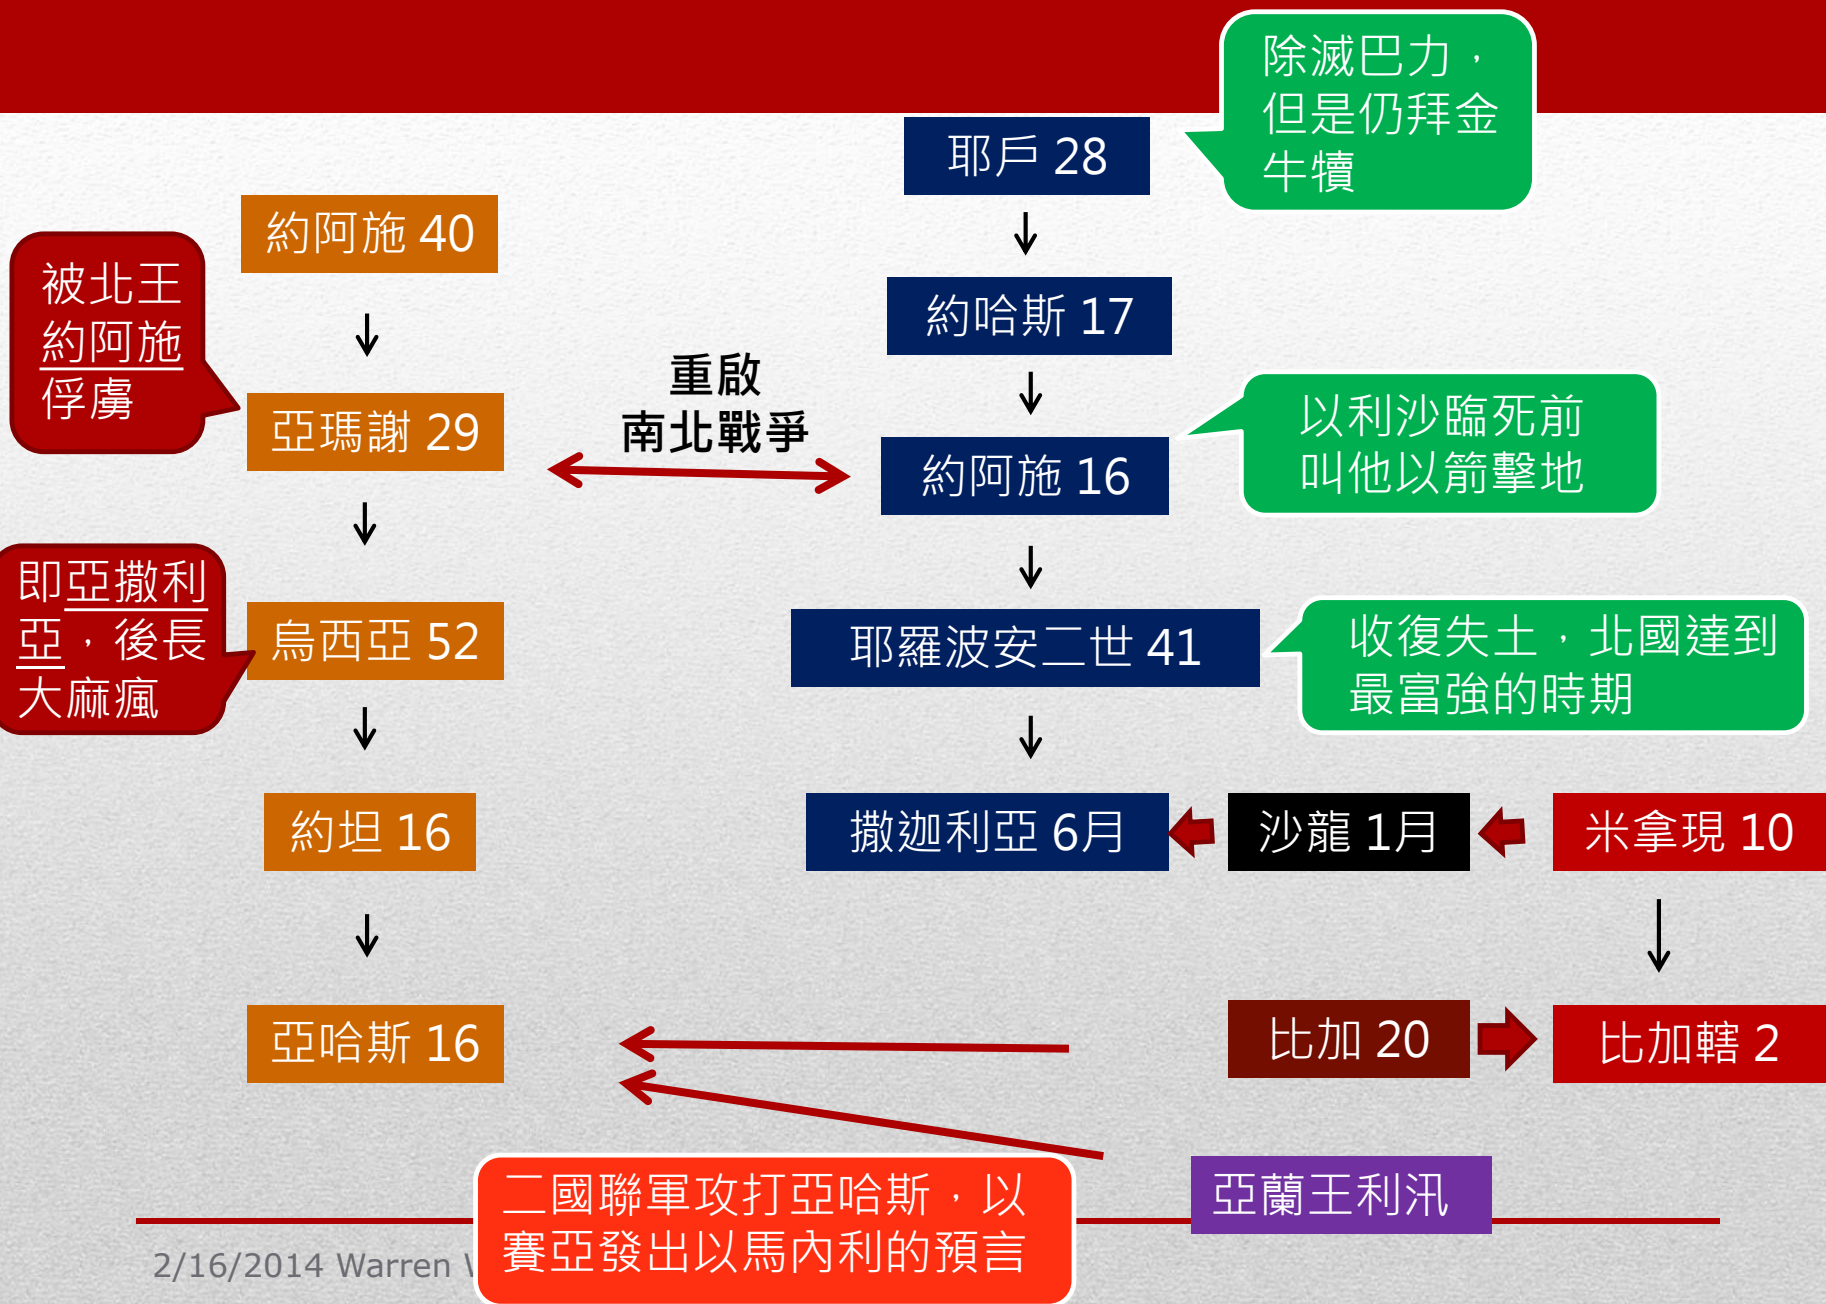 除滅巴力，
但是仍拜金
牛犢
耶戶 28
約阿施 40
被北王
約阿施
俘虜
約哈斯 17
重啟
南北戰爭
亞瑪謝 29
約阿施 16
以利沙臨死前
叫他以箭擊地
即亞撒利
亞，後長
大麻瘋
烏西亞 52
耶羅波安二世 41
收復失土，北國達到
最富強的時期
約坦 16
撒迦利亞 6月
沙龍 1月
米拿現 10
亞哈斯 16
比加 20
比加轄 2
二國聯軍攻打亞哈斯，以
賽亞發出以馬內利的預言
亞蘭王利汛
2/16/2014 Warren